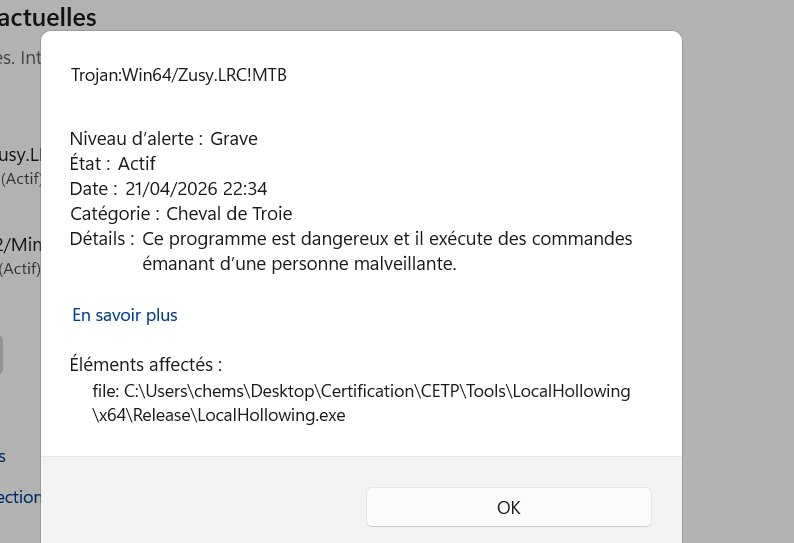 actuelles
es. Int
Trojan:Win64/Zusy.LRC!MTB
Niveau d'alerte : Grave
usy.L
État : Actif
(Actif)
Date : 21/04/2026 22:34
Catégorie : Cheval de Troie
2/Min
Détails : Ce programme est dangereux et il exécute des commandes
émanant d'une personne malveillante.
(Actif)
En savoir plus
Éléments affectés :
file: C:\Users\chems\Desktop\Certification\CETP\Tools\LocalHollowing
\x64\Release\LocalHollowing.exe
s
ection
OK